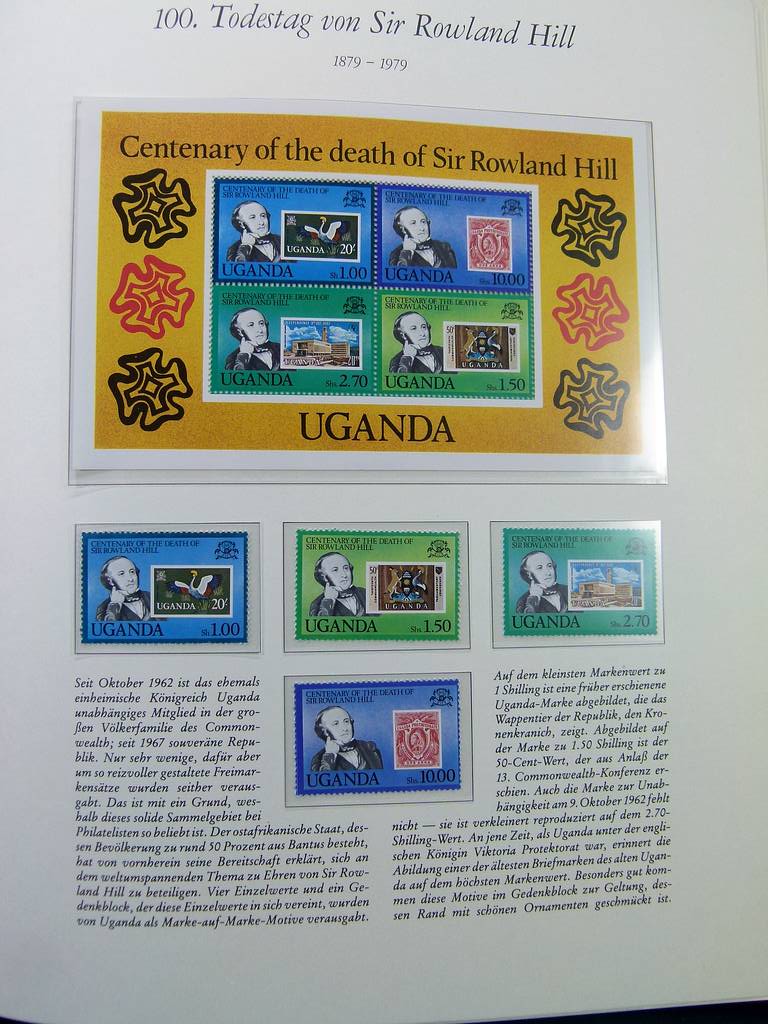 100. Todestag von Sir Rowland Hill
1879 – 1979
Centenary of the death of Sir Rowland Hill
CENTENARY OF THE DEATH OF
SIR ROWLAND HILL
UGANDA 20/-
UGANDA Sh.1.00
CENTENARY OF THE DEATH OF
SIR ROWLAND HILL
UGANDA Shs.10.00
CENTENARY OF THE DEATH OF
SIR ROWLAND HILL
UGANDA Shs.2.70
CENTENARY OF THE DEATH OF
SIR ROWLAND HILL
50c
UGANDA
UGANDA Shs.1.50
UGANDA
CENTENARY OF THE DEATH OF
SIR ROWLAND HILL
UGANDA 20/-
UGANDA Sh.1.00
CENTENARY OF THE DEATH OF
SIR ROWLAND HILL
50c
UGANDA
UGANDA Shs.1.50
CENTENARY OF THE DEATH OF
SIR ROWLAND HILL
UGANDA Shs.2.70
CENTENARY OF THE DEATH OF
SIR ROWLAND HILL
UGANDA Shs.10.00
Seit Oktober 1962 ist das ehemals
einheimische Königreich Uganda
unabhängiges Mitglied in der gro-
ßen Völkerfamilie des Common-
wealth; seit 1967 souveräne Repu-
blik. Nur sehr wenige, dafür aber
um so reizvoller gestaltete Freimar-
kensätze wurden seither veraus-
gabt. Das ist mit ein Grund, wes-
halb dieses solide Sammelgebiet bei
Philatelisten so beliebt ist. Der ostafrikanische Staat, des-
sen Bevölkerung zu rund 50 Prozent aus Bantus besteht,
hat von vornherein seine Bereitschaft erklärt, sich an
dem weltumspannenden Thema zu Ehren von Sir Row-
land Hill zu beteiligen. Vier Einzelwerte und ein Ge-
denkblock, der diese Einzelwerte in sich vereint, wurden
von Uganda als Marke-auf-Marke-Motive verausgabt.
Auf dem kleinsten Markenwert zu
1 Shilling ist eine früher erschienene
Uganda-Marke abgebildet, die das
Wappentier der Republik, den Kro-
nenkranich, zeigt. Abgebildet auf
der Marke zu 1.50 Shilling ist der
50-Cent-Wert, der aus Anlaß der
13. Commonwealth-Konferenz er-
schien. Auch die Marke zur Unab-
hängigkeit am 9. Oktober 1962 fehlt
nicht — sie ist verkleinert reproduziert auf dem 2.70-
Shilling-Wert. An jene Zeit, als Uganda unter der engli-
schen Königin Viktoria Protektorat war, erinnert die
Abbildung einer der ältesten Briefmarken des alten Ugan-
da auf dem höchsten Markenwert. Besonders gut kom-
men diese Motive im Gedenkblock zur Geltung, des-
sen Rand mit schönen Ornamenten geschmückt ist.